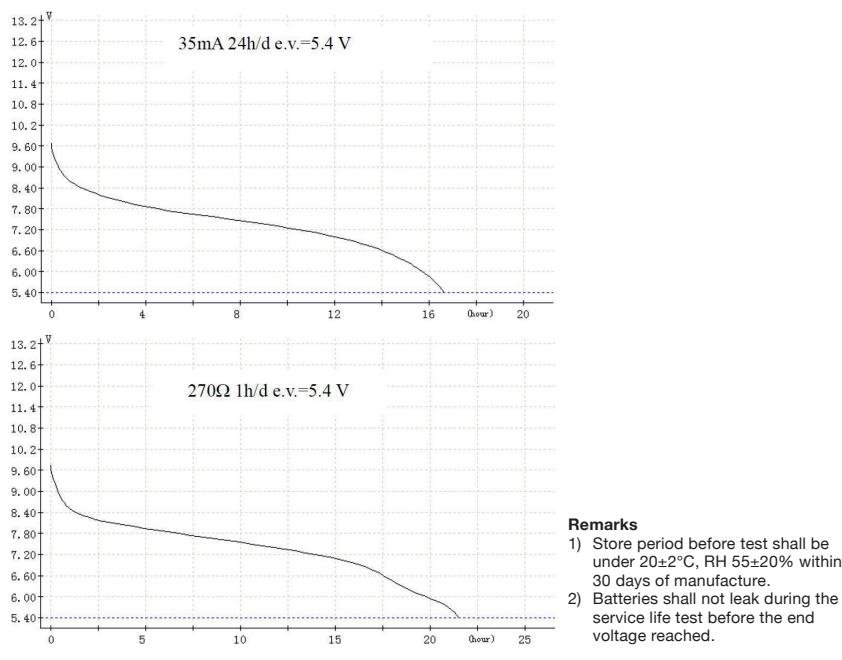 V
13.2
35mA 24h/d e.v.=5.4 V
12.6
12.0
11.4
10.8
10.2
9.60
9.00
8.40
7.80
7.20
6.60
6.00
5.40
0 4 8 12 16 (hour) 20
V
13.2
12.6
12.0
270Ω 1h/d e.v.=5.4 V
11.4
10.8
10.2
9.60
9.00
8.40
7.80
7.20
6.60
6.00
5.40
0 5 10 15 20 (hour) 25
Remarks
1) Store period before test shall be
under 20±2°C, RH 55±20% within
30 days of manufacture.
2) Batteries shall not leak during the
service life test before the end
voltage reached.